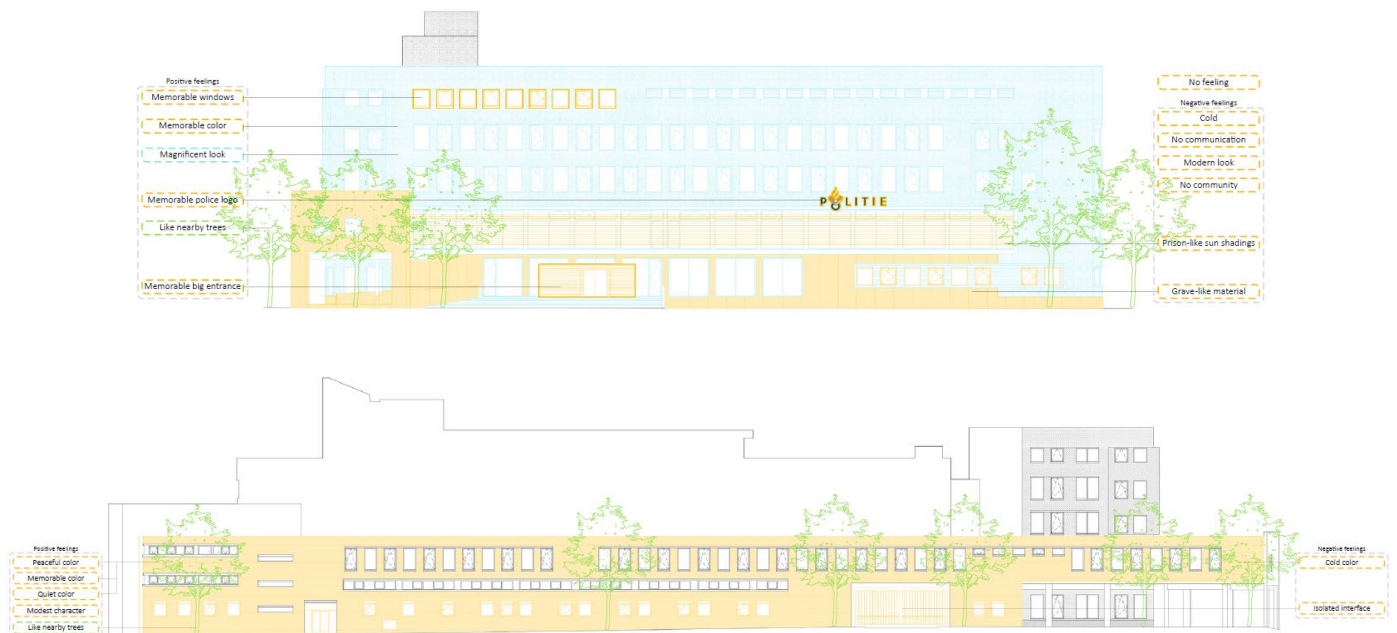 Positive feelings
Memorable windows
Memorable color
Magnificent look
Memorable police logo
Like nearby trees
Memorable big entrance
POLITIE
No feeling
Negative feelings
Cold
No communication
Modern look
No community
Prison-like sun shadings
Grave-like material
Positive feelings
Peaceful color
Memorable color
Quiet color
Modest character
Like nearby trees
Negative feelings
Cold color
Isolated interface